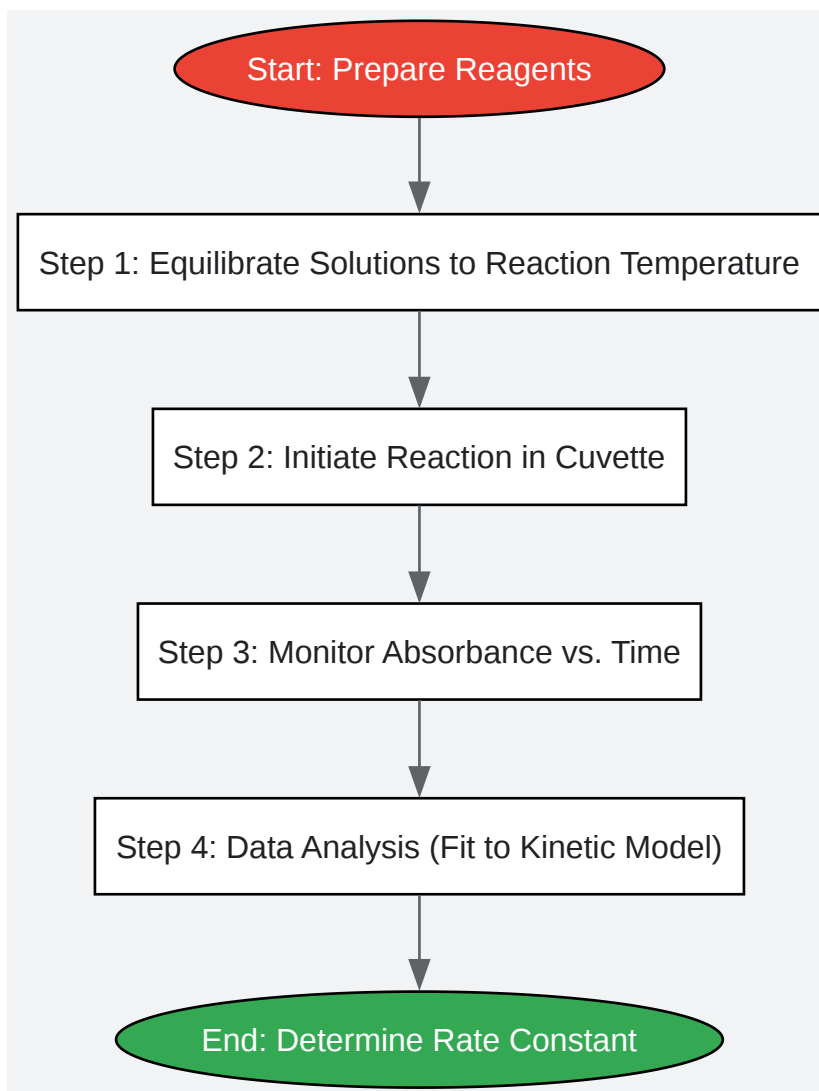 Start: Prepare Reagents
Step 1: Equilibrate Solutions to Reaction Temperature
Step 2: Initiate Reaction in Cuvette
Step 3: Monitor Absorbance vs. Time
Step 4: Data Analysis (Fit to Kinetic Model)
End: Determine Rate Constant